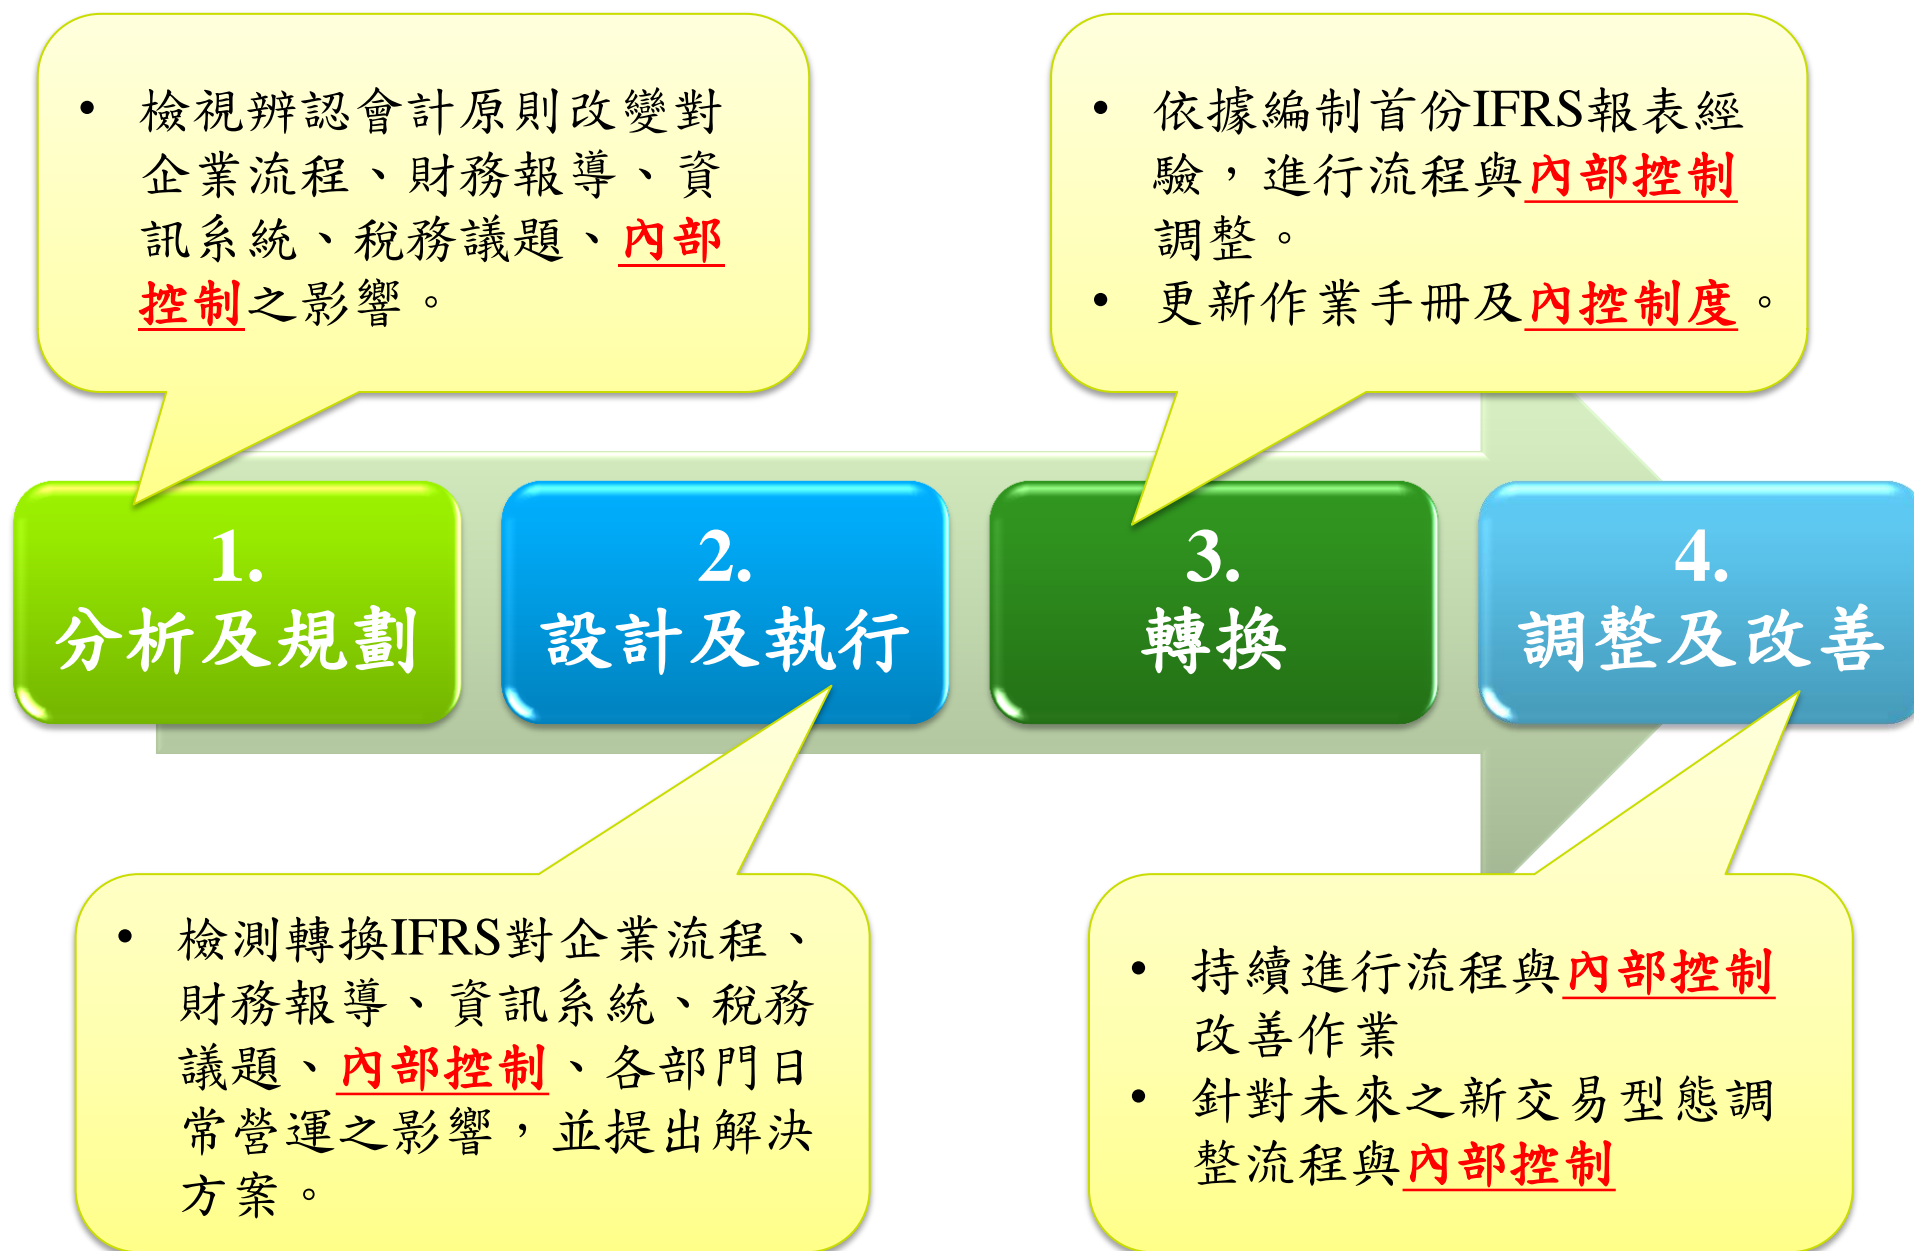 • 檢視辨認會計原則改變對
企業流程、財務報導、資
訊系統、稅務議題、內部
控制之影響。
• 依據編制首份IFRS報表經
驗，進行流程與內部控制
調整。
• 更新作業手冊及內控制度。
1.
分析及規劃
2.
設計及執行
3.
轉換
4.
調整及改善
• 檢測轉換IFRS對企業流程、
財務報導、資訊系統、稅務
議題、內部控制、各部門日
常營運之影響，並提出解決
方案。
• 持續進行流程與內部控制
改善作業
• 針對未來之新交易型態調
整流程與內部控制